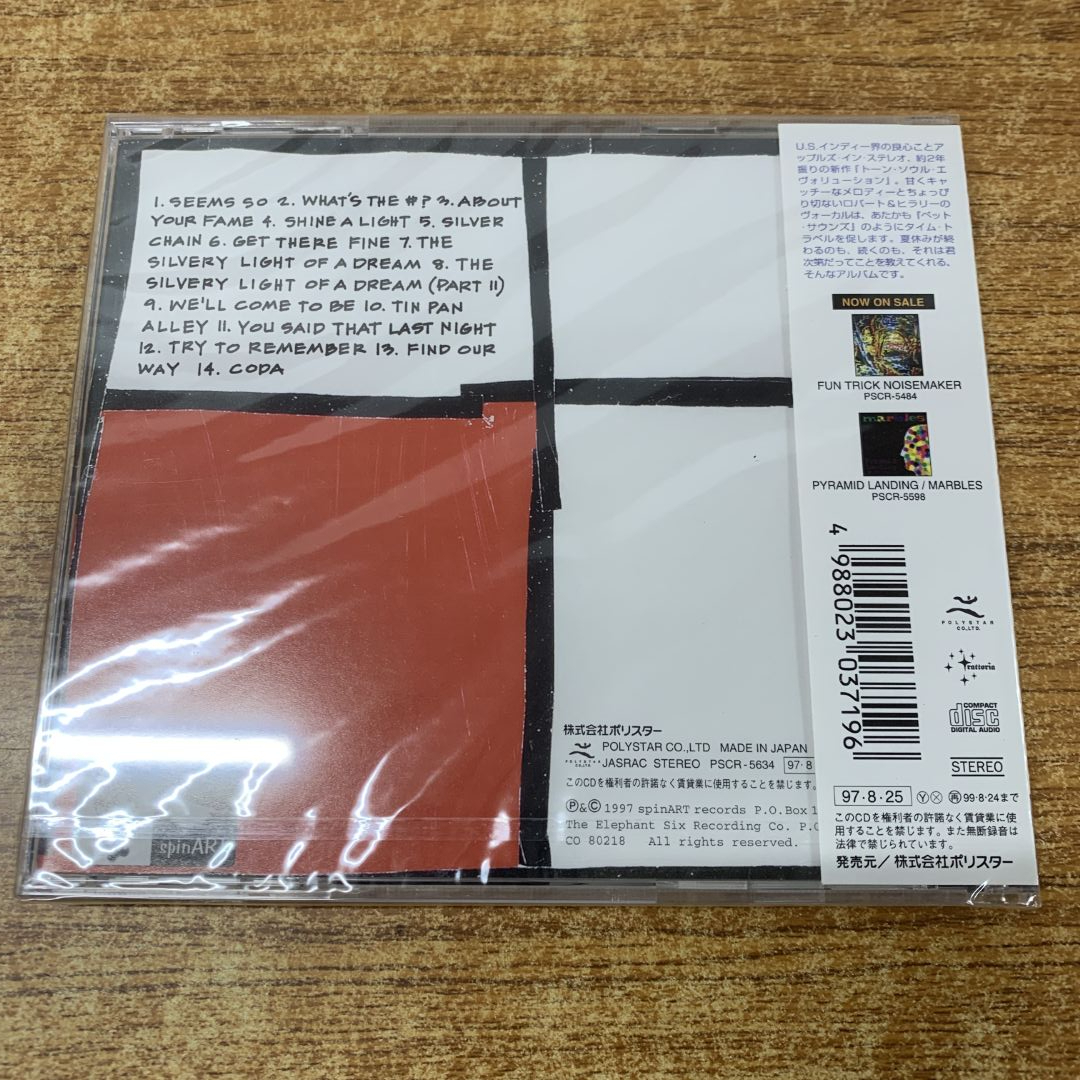 1. SEEMS SO 2. WHAT'S THE #? 3. ABOUT
YOUR FAME 4. SHINE A LIGHT 5. SILVER
CHAIN 6. GET THERE FINE 7. THE
SILVERY LIGHT OF A DREAM 8. THE
SILVERY LIGHT OF A DREAM (PART II)
9. WE'LL COME TO BE 10. TIN PAN
ALLEY 11. YOU SAID THAT LAST NIGHT
12. TRY TO REMEMBER 13. FIND OUR
WAY 14. CODA
spinAR
株式会社ポリスター
POLYSTAR CO.,LTD MADE IN JAPAN
JASRAC STEREO PSCR-5634 97·8
このCDを権利者の許諾なく賃貸業に使用することを禁じます。
Ⓟ&© 1997 spinART records P.O.Box 1
The Elephant Six Recording Co. P.O
CO 80218 All rights reserved.
U.S.インディー界の良心ことア
ップルズ・イン・ステレオ、約2年
振りの新作『トーン・ソウル・エ
ヴォリューション』。甘くキャ
ッチーなメロディーとちょっぴ
り切ないロバート&ヒラリーの
ヴォーカルは、あたかも『ペット
・サウンズ』のようにタイム・ト
ラベルを促します。夏休みが終
わるのも、続くのも、それは君
次第だってことを教えてくれる、
そんなアルバムです。
NOW ON SALE
FUN TRICK NOISEMAKER
PSCR-5484
marbles
PYRAMID LANDING / MARBLES
PSCR-5598
4 988023 037196
POLYSTAR
CO.,LTD.
Trattoria
COMPACT
disc
DIGITAL AUDIO
STEREO
97·8·25 Ⓨ Ⓧ 再99·8·24まで
このCDを権利者の許諾なく賃貸業に使
用することを禁じます。また無断録音は
法律で禁じられています。
発売元/株式会社ポリスター